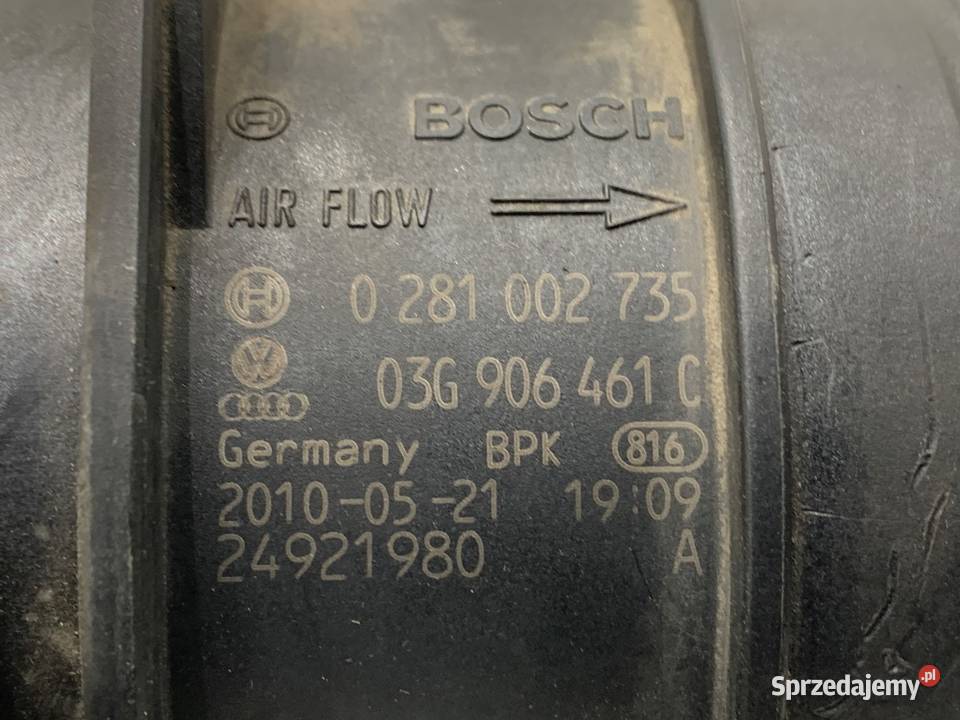 BOSCH
AIR FLOW
0 281 002 735
03G 906 461 C
Germany BPK 816
2010-05-21 19:09
24921980 A
Sprzedajemy.pl